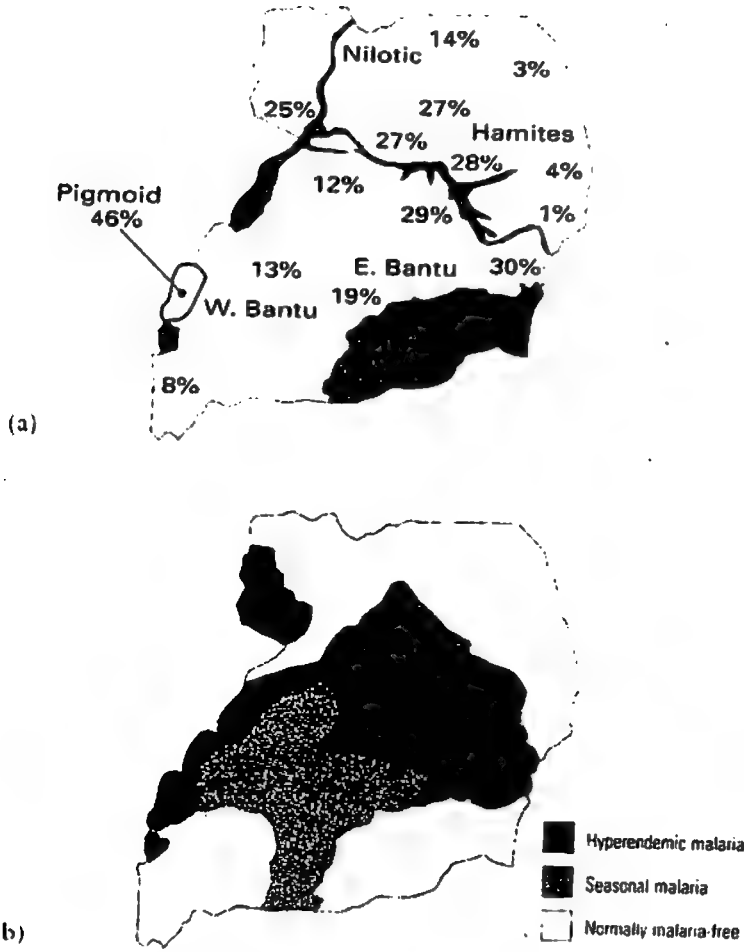 14%
Nilotic
3%
25%
27%
Hamites
27%
28%
4%
12%
Pigmoid
46%
29%
1%
13%
E. Bantu
30%
19%
W. Bantu
8%
(a)
b)
Hyperendemic malaria
Seasonal malaria
Normally malaria-free